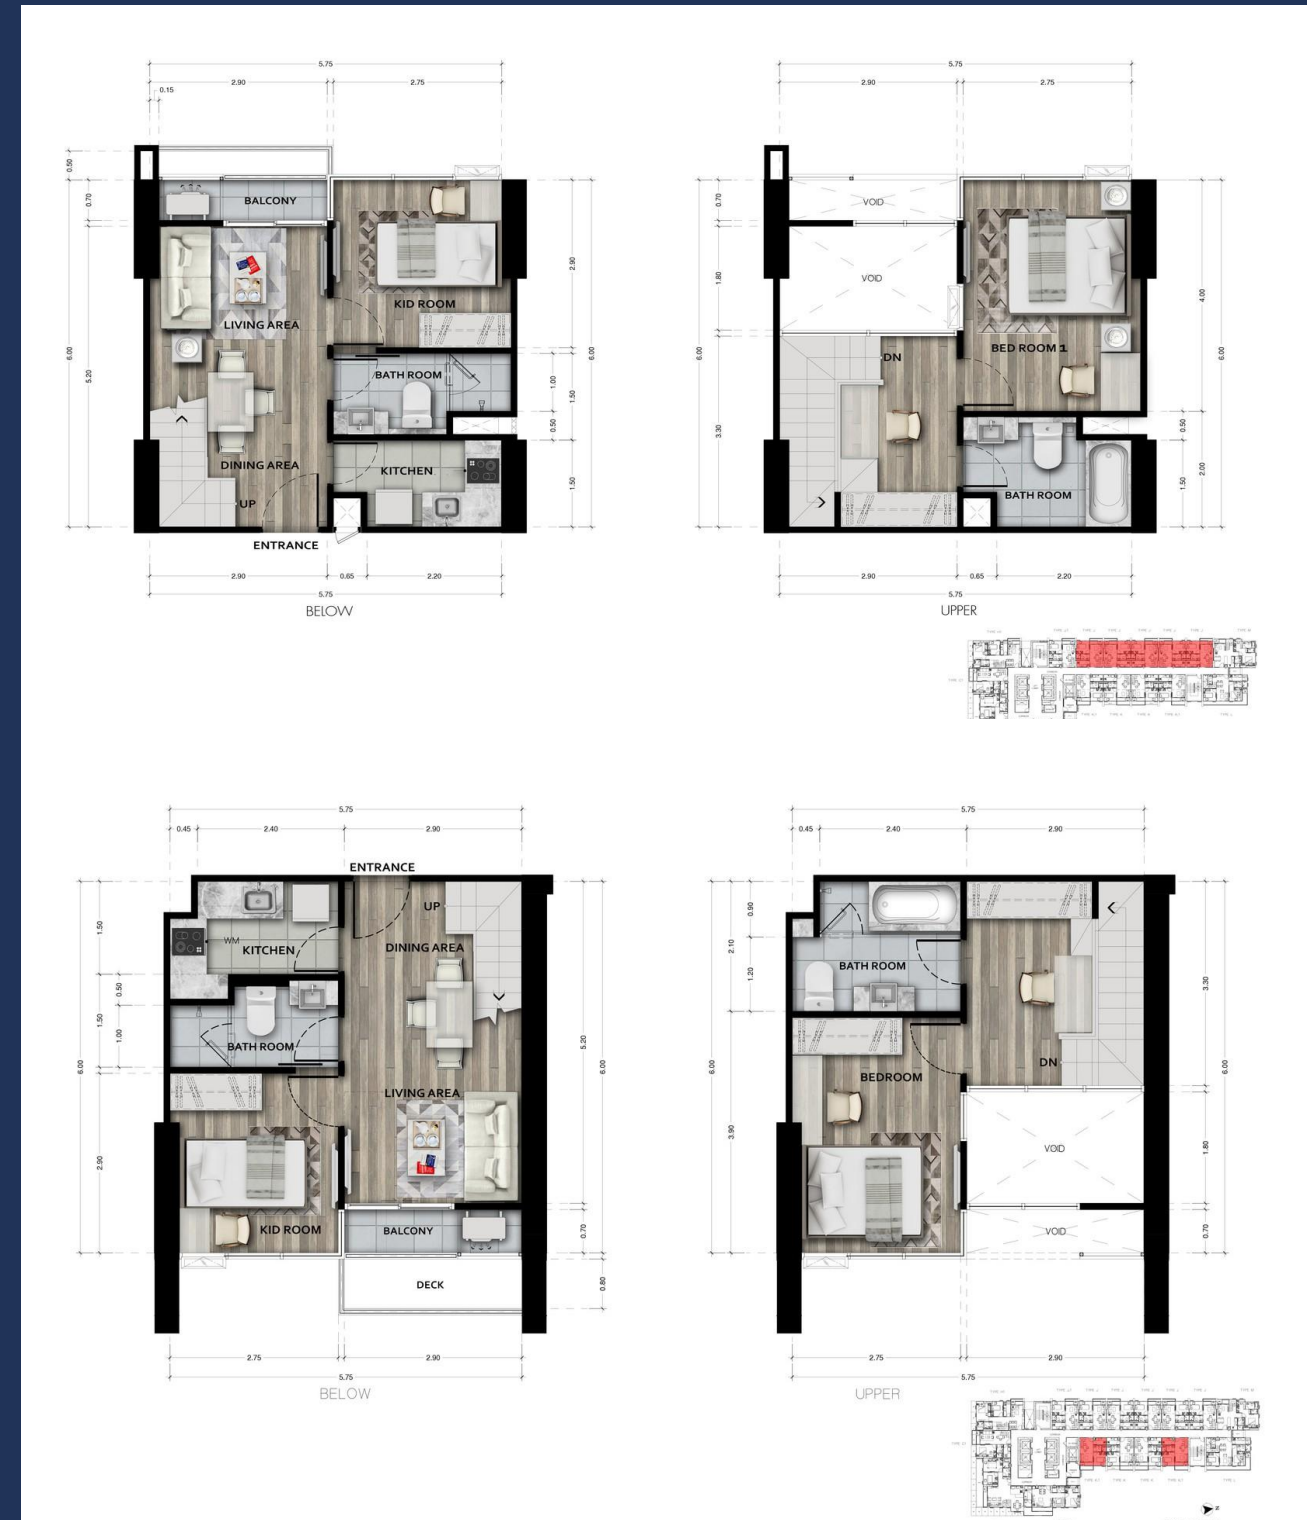 5.75
2.90
2.75
0.15
0.50
0.70
5.20
6.00
BALCONY
KID ROOM
LIVING AREA
BATH ROOM
DINING AREA
KITCHEN
UP
ENTRANCE
2.90
1.00
1.50
0.50
1.50
6.00
2.90
0.65
2.20
5.75
BELOW
5.75
2.90
2.75
0.70
1.80
3.30
6.00
VOID
VOID
BED ROOM 1
DN
BATH ROOM
4.00
0.50
2.00
1.50
6.00
2.90
0.65
2.20
5.75
UPPER
5.75
0.45
2.40
2.90
ENTRANCE
UP
WM
KITCHEN
DINING AREA
BATH ROOM
LIVING AREA
KID ROOM
BALCONY
DECK
1.50
0.50
1.50
1.00
6.00
2.90
5.20
6.00
0.70
0.80
2.75
2.90
5.75
BELOW
5.75
0.45
2.40
2.90
0.90
2.10
1.20
6.00
3.90
BATH ROOM
BEDROOM
DN
VOID
VOID
3.30
6.00
1.80
0.70
2.75
2.90
5.75
UPPER
N